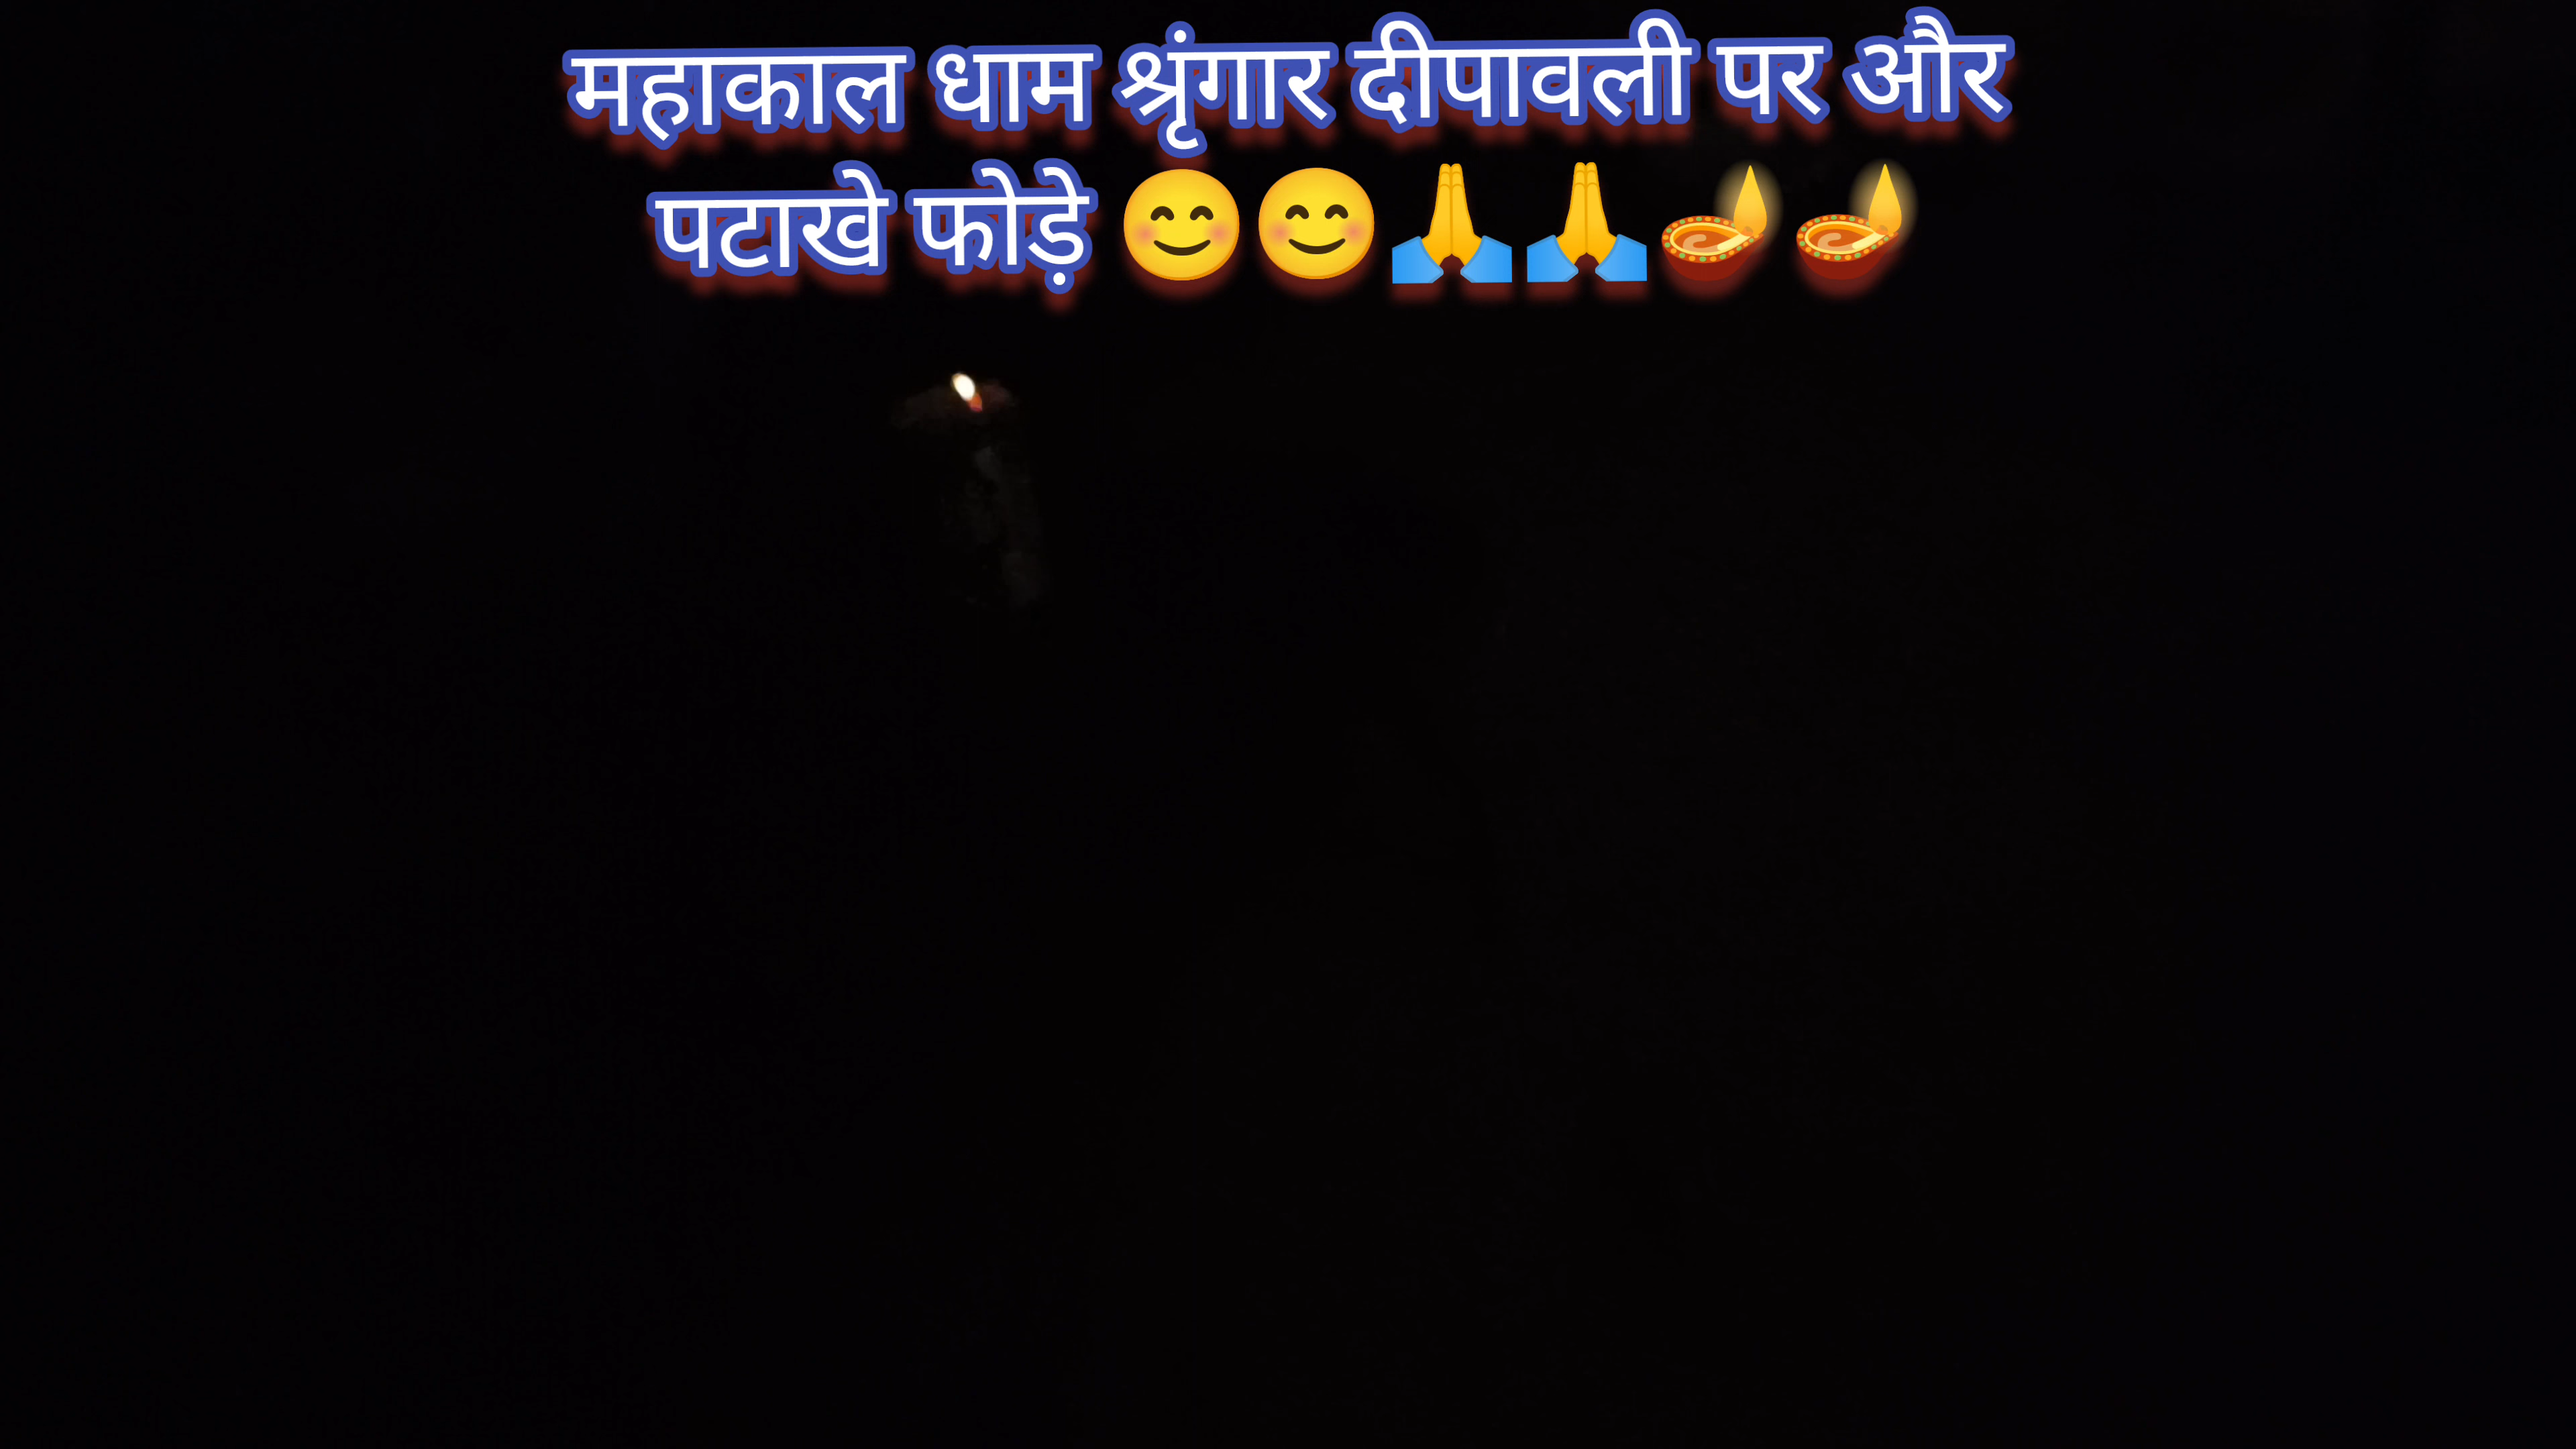 महाकाल धाम श्रृंगार दीपावली पर और
पटाखे फोड़े 😊😊🙏🙏🪔🪔